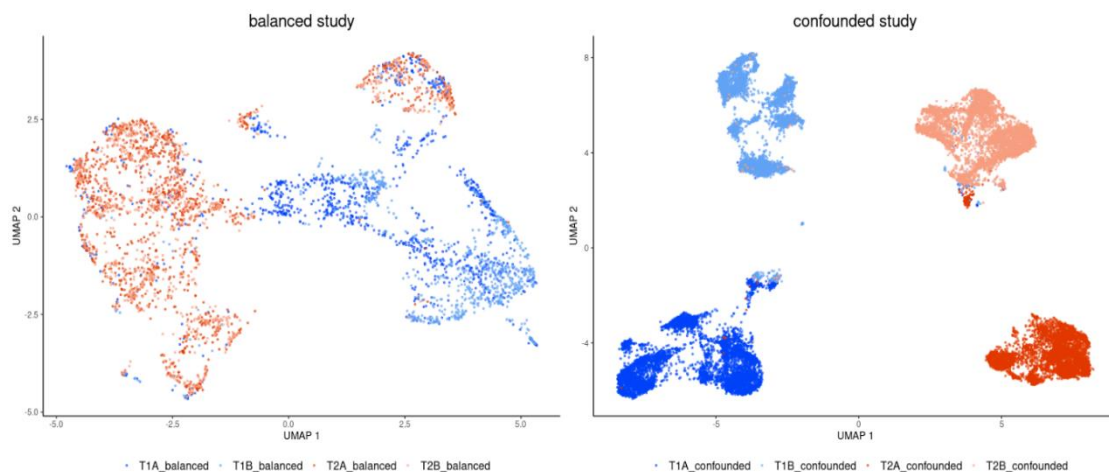 balanced study
UMAP 2
2.5
0.0
-2.5
-5.0
-5.0
-2.5
0.0
2.5
5.0
UMAP 1
T1A_balanced T1B_balanced T2A_balanced T2B_balanced
confounded study
UMAP 2
8
4
0
-4
-5
0
5
UMAP 1
T1A_confounded T1B_confounded T2A_confounded T2B_confounded